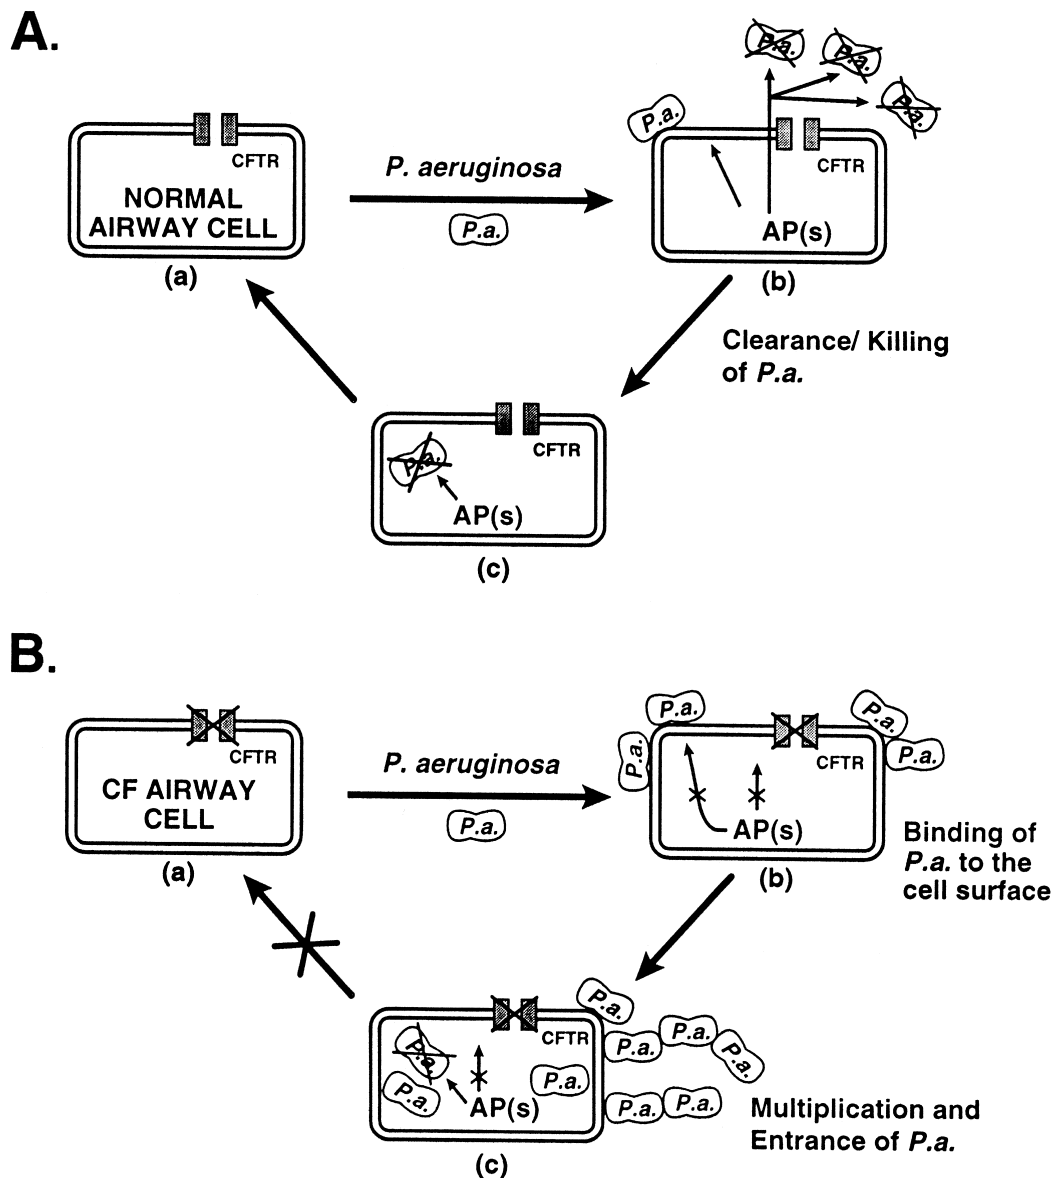 A.
P.a.
P.a.
P.a.
P.a.
CFTR
NORMAL
AIRWAY CELL
(a)
P. aeruginosa
P.a.
CFTR
AP(s)
(b)
Clearance/ Killing
of P.a.
CFTR
P.a.
AP(s)
(c)
B.
CFTR
CF AIRWAY
CELL
(a)
P. aeruginosa
P.a.
P.a.
P.a.
P.a.
P.a.
CFTR
AP(s)
(b)
Binding of
P.a. to the
cell surface
P.a.
CFTR
P.a.
P.a.
P.a.
P.a.
P.a.
P.a.
AP(s)
P.a.
P.a.
(c)
Multiplication and
Entrance of P.a.